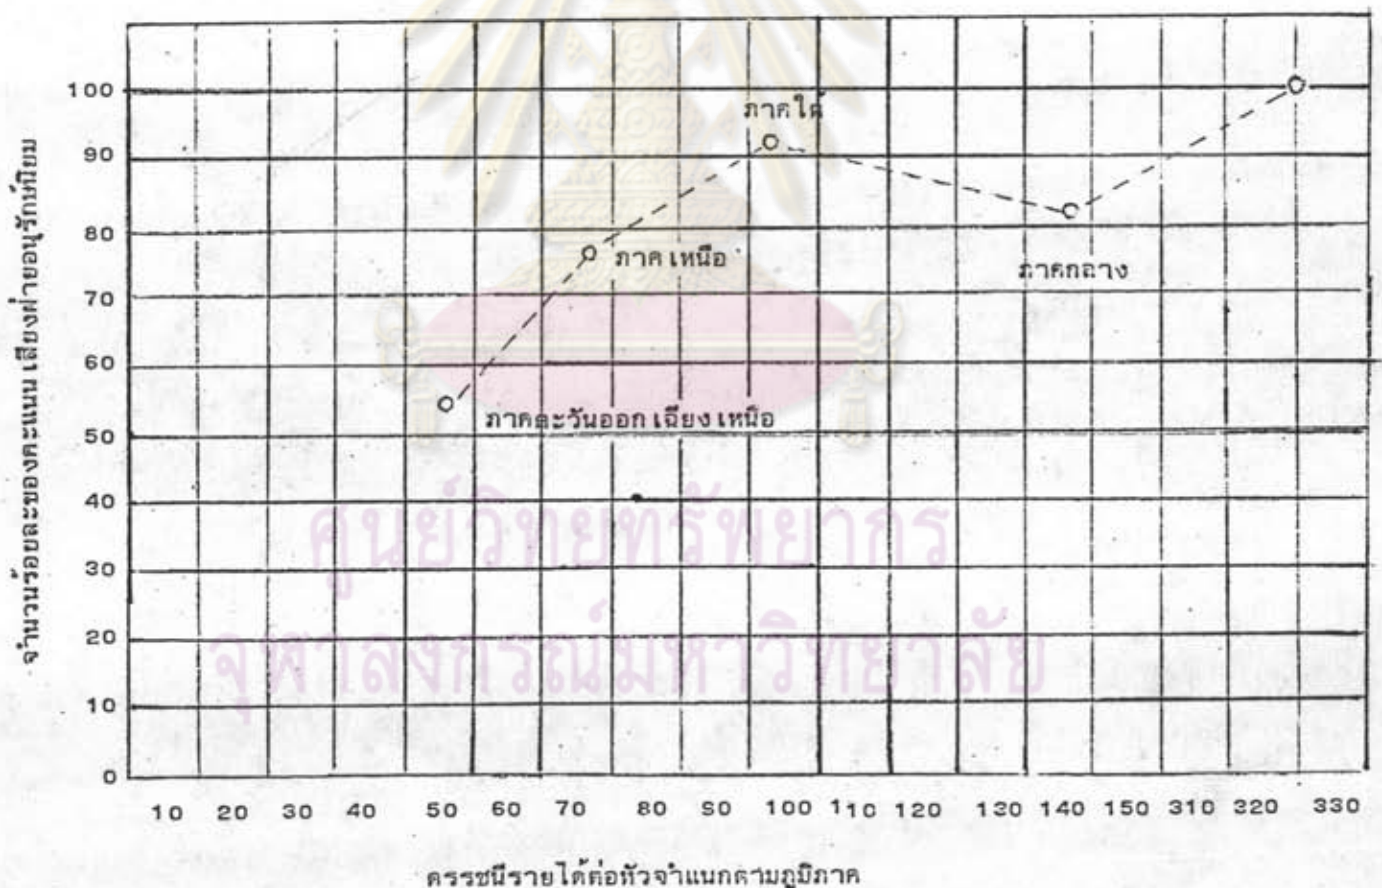 จำนวนร้อยละของคะแนนเสียงฝ่ายอนุรักษ์นิยม
100
90
80
70
60
50
40
30
20
10
0
ภาคใต้
ภาคเหนือ
ภาคกลาง
ภาคตะวันออกเฉียงเหนือ
ศูนย์วิทยทรัพยากร
จุฬาลงกรณ์มหาวิทยาลัย
10 20 30 40 50 60 70 80 90 100 110 120 130 140 150 310 320 330
ดรรชนีรายได้ต่อหัวจำแนกตามภูมิภาค